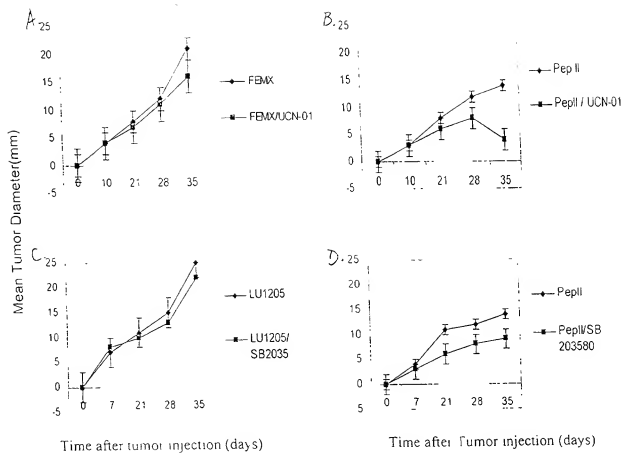 A.
25
20
15
10
5
0
-5
0 10 21 28 35
FEMX
FEMX/UCN-01
B.
25
20
15
10
5
0
-5
0 10 21 28 35
Pep II
PepII / UCN-01
Mean Tumor Diameter(mm)
C.
25
20
15
10
5
0
-5
0 7 21 28 35
LU1205
LU1205/
SB2035
D.
25
20
15
10
5
0
5
0 7 21 28 35
PepII
PepII/SB
203580
Time after tumor injection (days)
Time after Tumor injection (days)